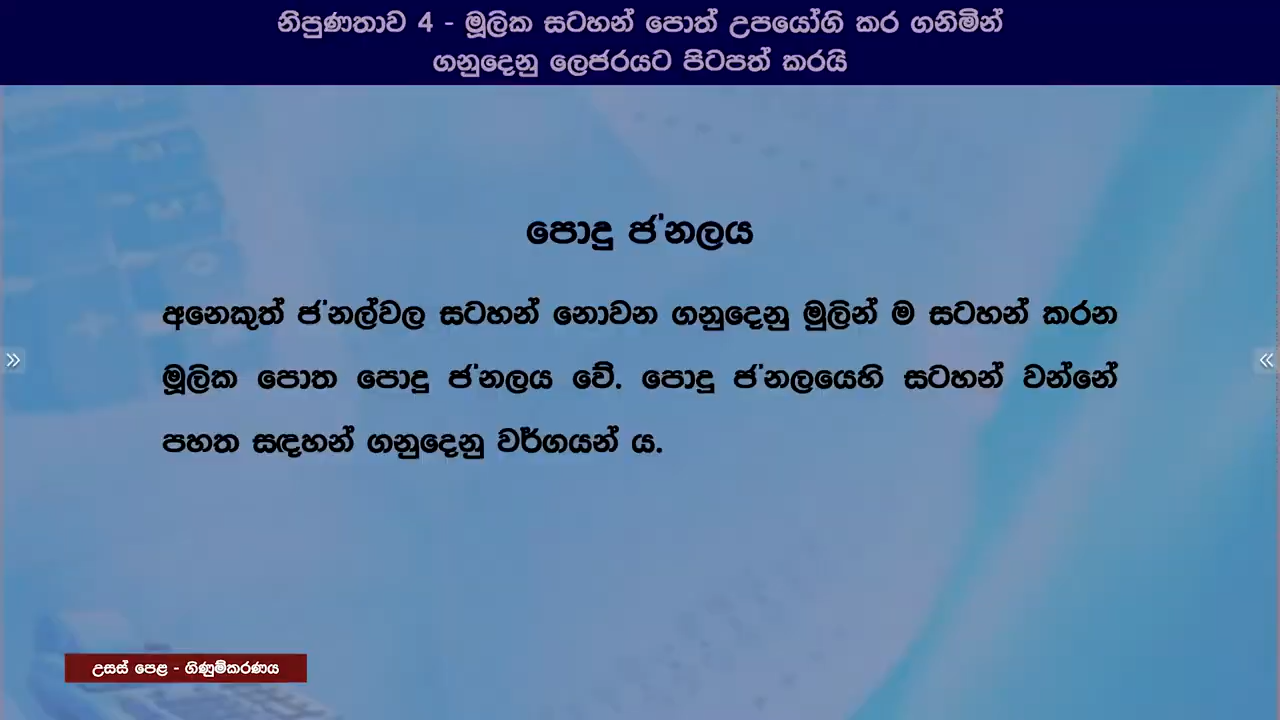 නිපුණතාව 4 - මූලික සටහන් පොත් උපයෝගි කර ගනිමින්
ගනුදෙනු ලෙජරයට පිටපත් කරයි
පොදු ජ'නලය
අනෙකුත් ජ'නල්වල සටහන් නොවන ගනුදෙනු මුලින් ම සටහන් කරන
මූලික පොත පොදු ජ'නලය වේ. පොදු ජ'නලයෙහි සටහන් වන්නේ
පහත සඳහන් ගනුදෙනු වර්ගයන් ය.
උසස් පෙළ - ගිණුම්කරණය